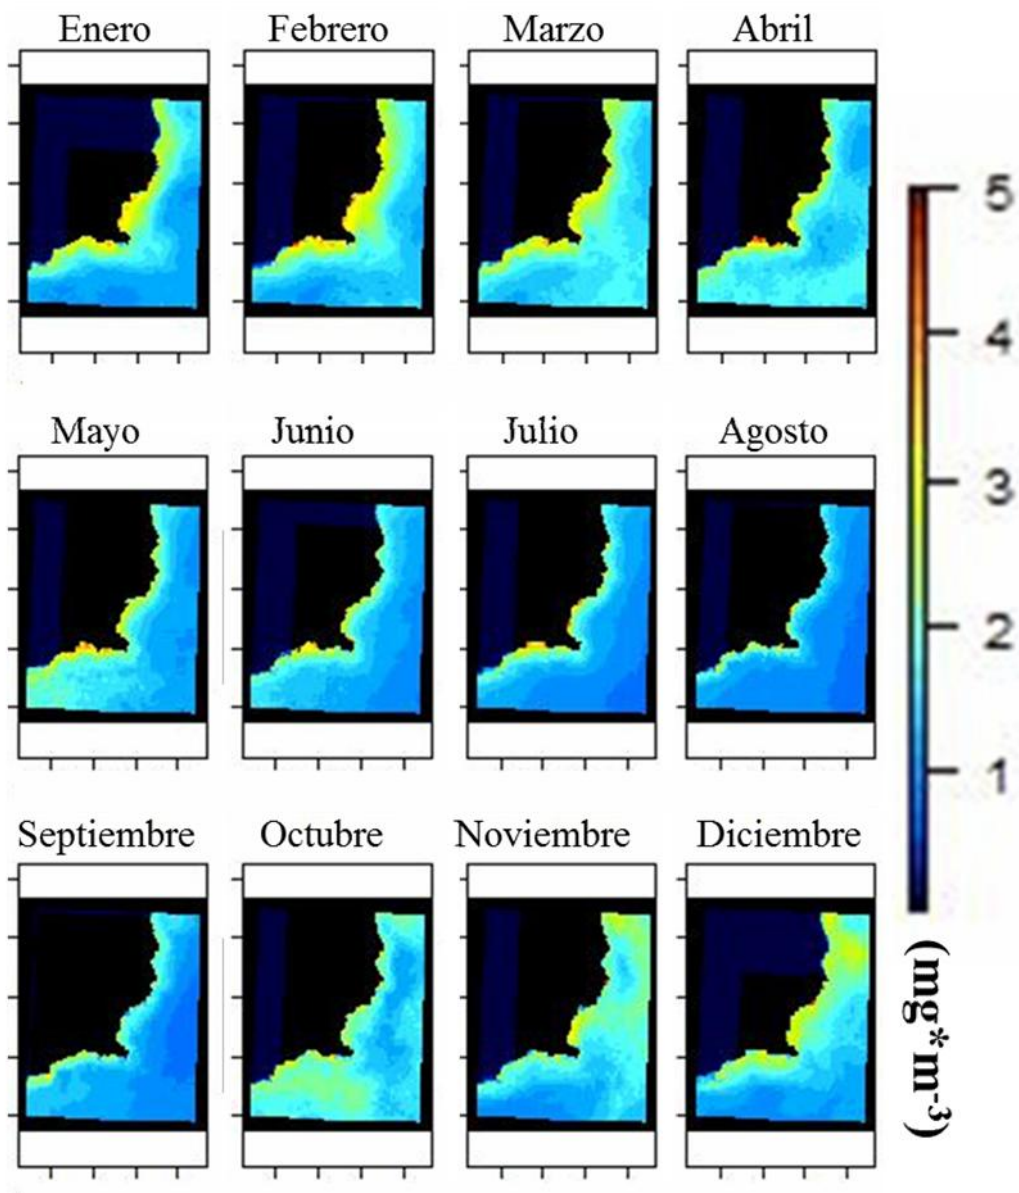 Enero Febrero Marzo Abril
5
4
Mayo Junio Julio Agosto
3
2
1
Septiembre Octubre Noviembre Diciembre
(mg*m-3)